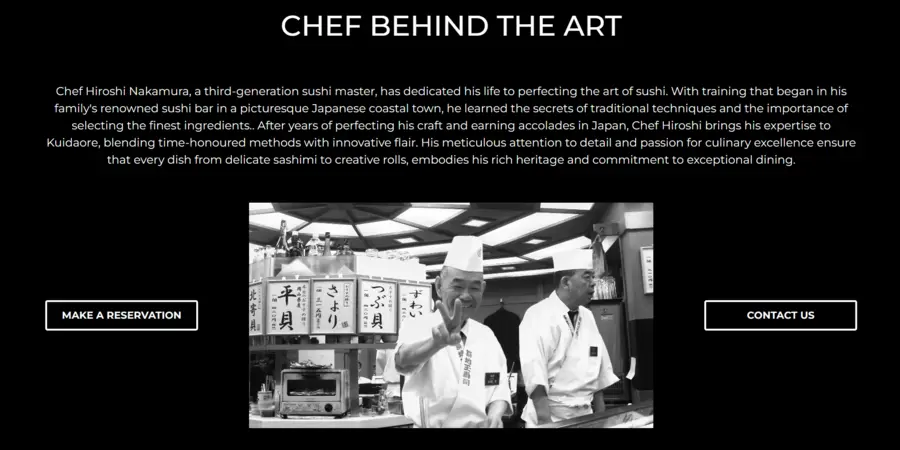 CHEF BEHIND THE ART
Chef Hiroshi Nakamura, a third-generation sushi master, has dedicated his life to perfecting the art of sushi. With training that began in his
family's renowned sushi bar in a picturesque Japanese coastal town, he learned the secrets of traditional techniques and the importance of
selecting the finest ingredients.. After years of perfecting his craft and earning accolades in Japan, Chef Hiroshi brings his expertise to
Kuidaore, blending time-honoured methods with innovative flair. His meticulous attention to detail and passion for culinary excellence ensure
that every dish from delicate sashimi to creative rolls, embodies his rich heritage and commitment to exceptional dining.
北寄貝
平貝
さより
つぶ貝
ずわい
MAKE A RESERVATION
CONTACT US